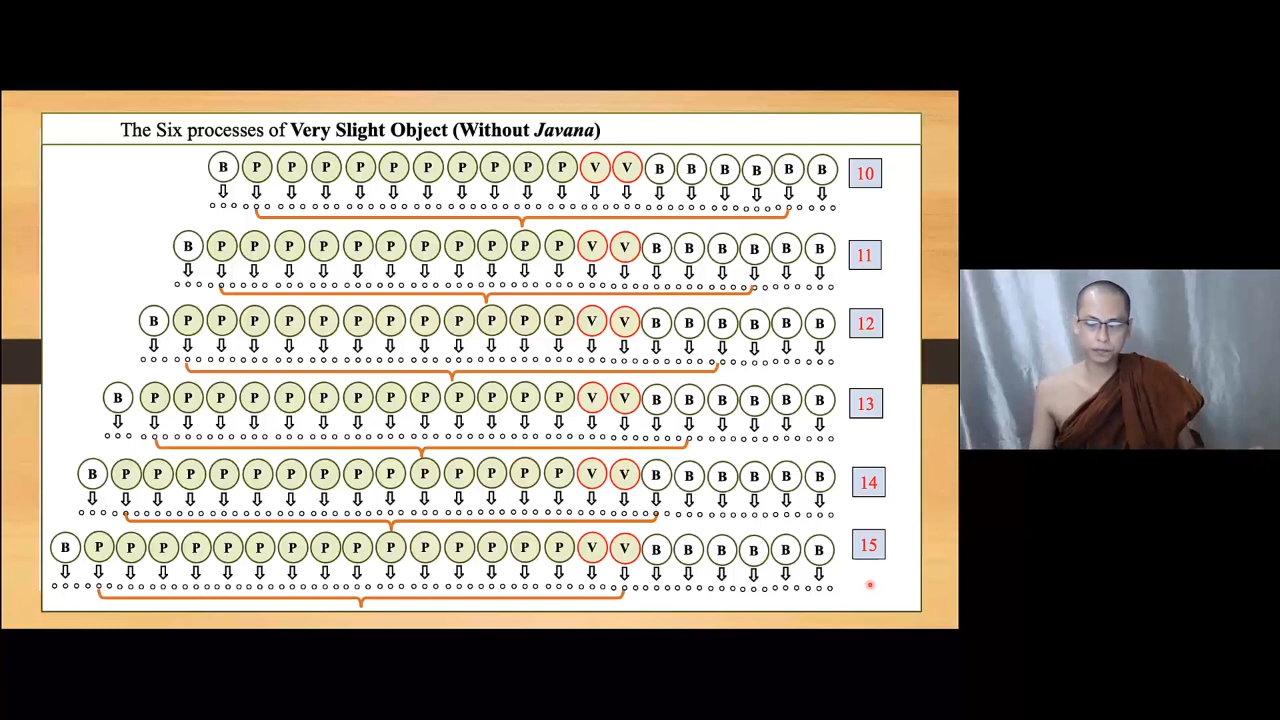 The Six processes of Very Slight Object (Without Javana)
B P P P P P P P P P P V V B B B B B B 10
B P P P P P P P P P P P V V B B B B B B 11
B P P P P P P P P P P P P V V B B B B B B 12
B P P P P P P P P P P P P P V V B B B B B B 13
B P P P P P P P P P P P P P P V V B B B B B B 14
B P P P P P P P P P P P P P P P V V B B B B B B 15